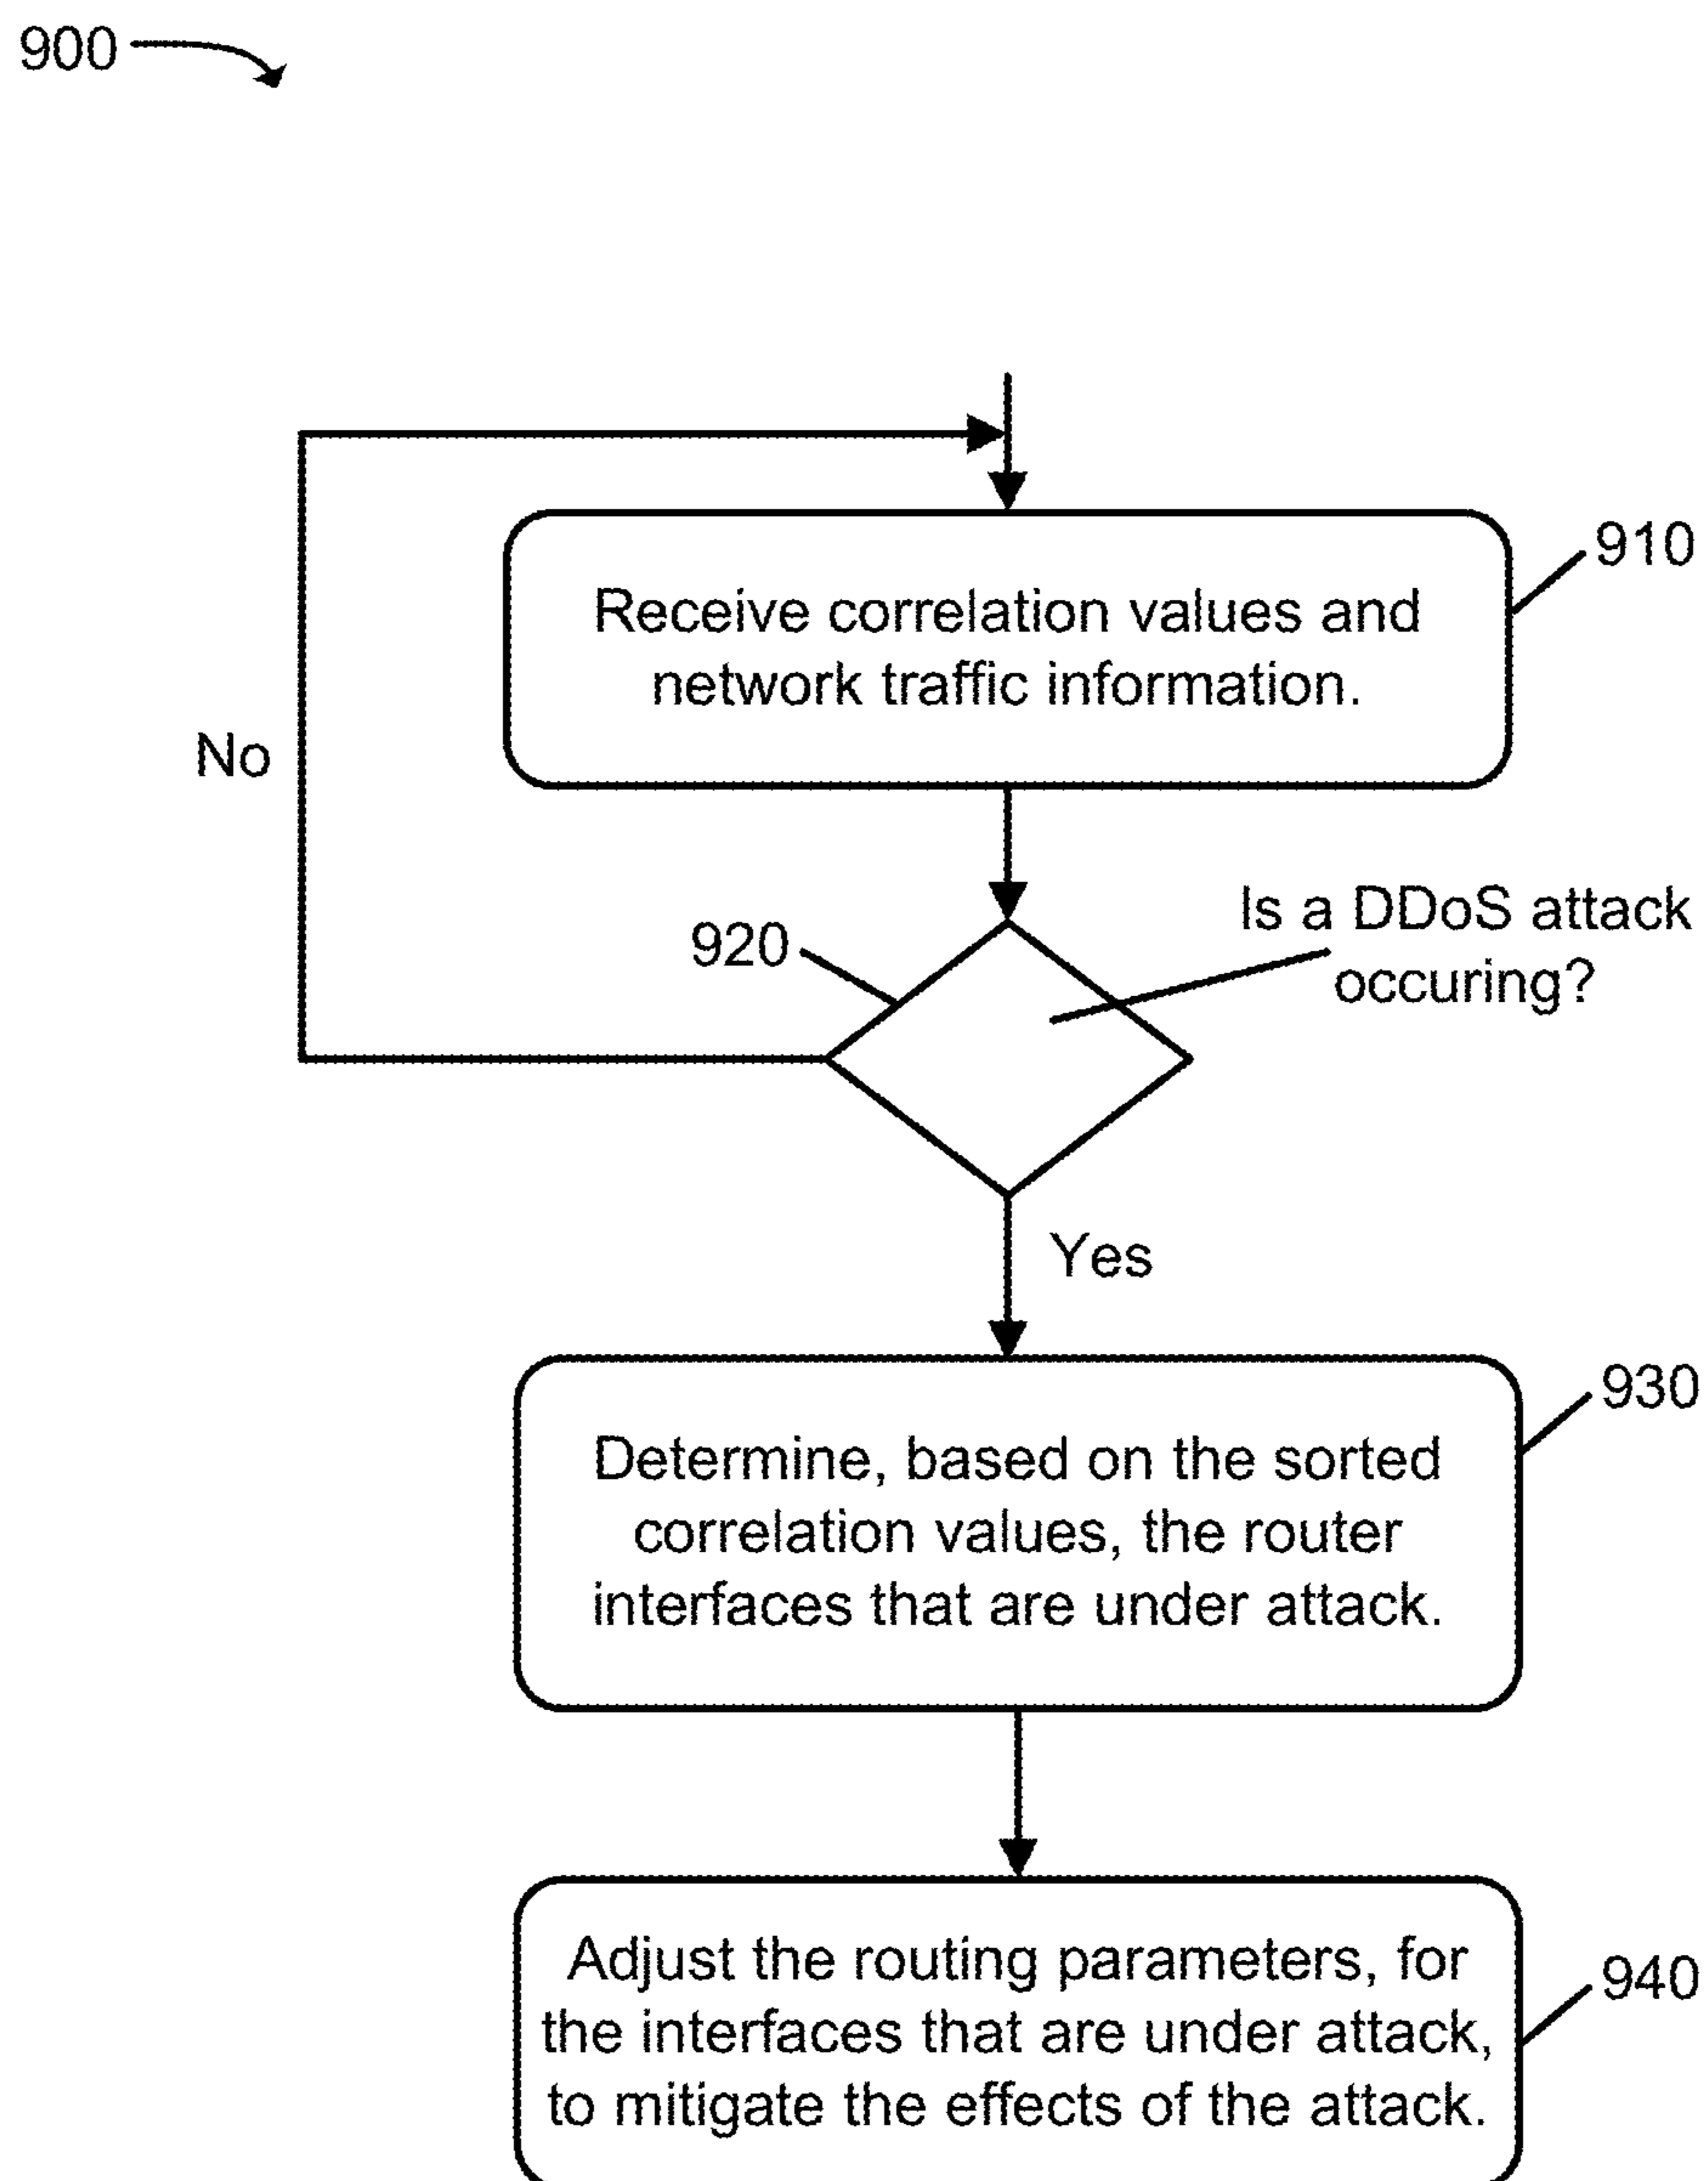 900
910
Receive correlation values and
network traffic information.
No
Is a DDoS attack
occuring?
920
Yes
930
Determine, based on the sorted
correlation values, the router
interfaces that are under attack.
940
Adjust the routing parameters, for
the interfaces that are under attack,
to mitigate the effects of the attack.